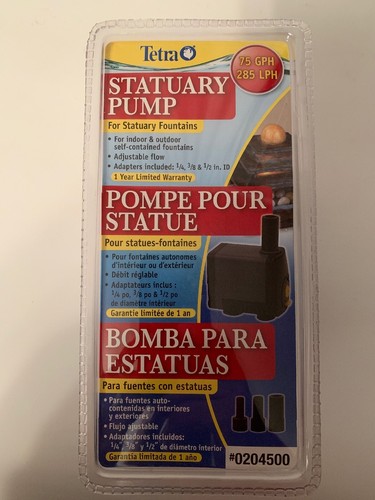 Tetra
75 GPH
285 LPH
STATUARY
PUMP
For Statuary Fountains
• For indoor & outdoor
self-contained fountains
• Adjustable flow
• Adapters included: 1/4, 3/8 & 1/2 in. ID
1 Year Limited Warranty
POMPE POUR
STATUE
Pour statues-fontaines
• Pour fontaines autonomes
d'intérieur ou d'extérieur
• Débit réglable
• Adaptateurs inclus :
1/4 po, 3/8 po & 1/2 po
de diamètre intérieur
Garantie limitée de 1 an
BOMBA PARA
ESTATUAS
Para fuentes con estatuas
• Para fuentes auto-
contenidas en interiores
y exteriores
• Flujo ajustable
• Adaptadores incluidos:
1/4" 3/8" y 1/2" de diámetro interior
Garantía limitada de 1 año
#0204500